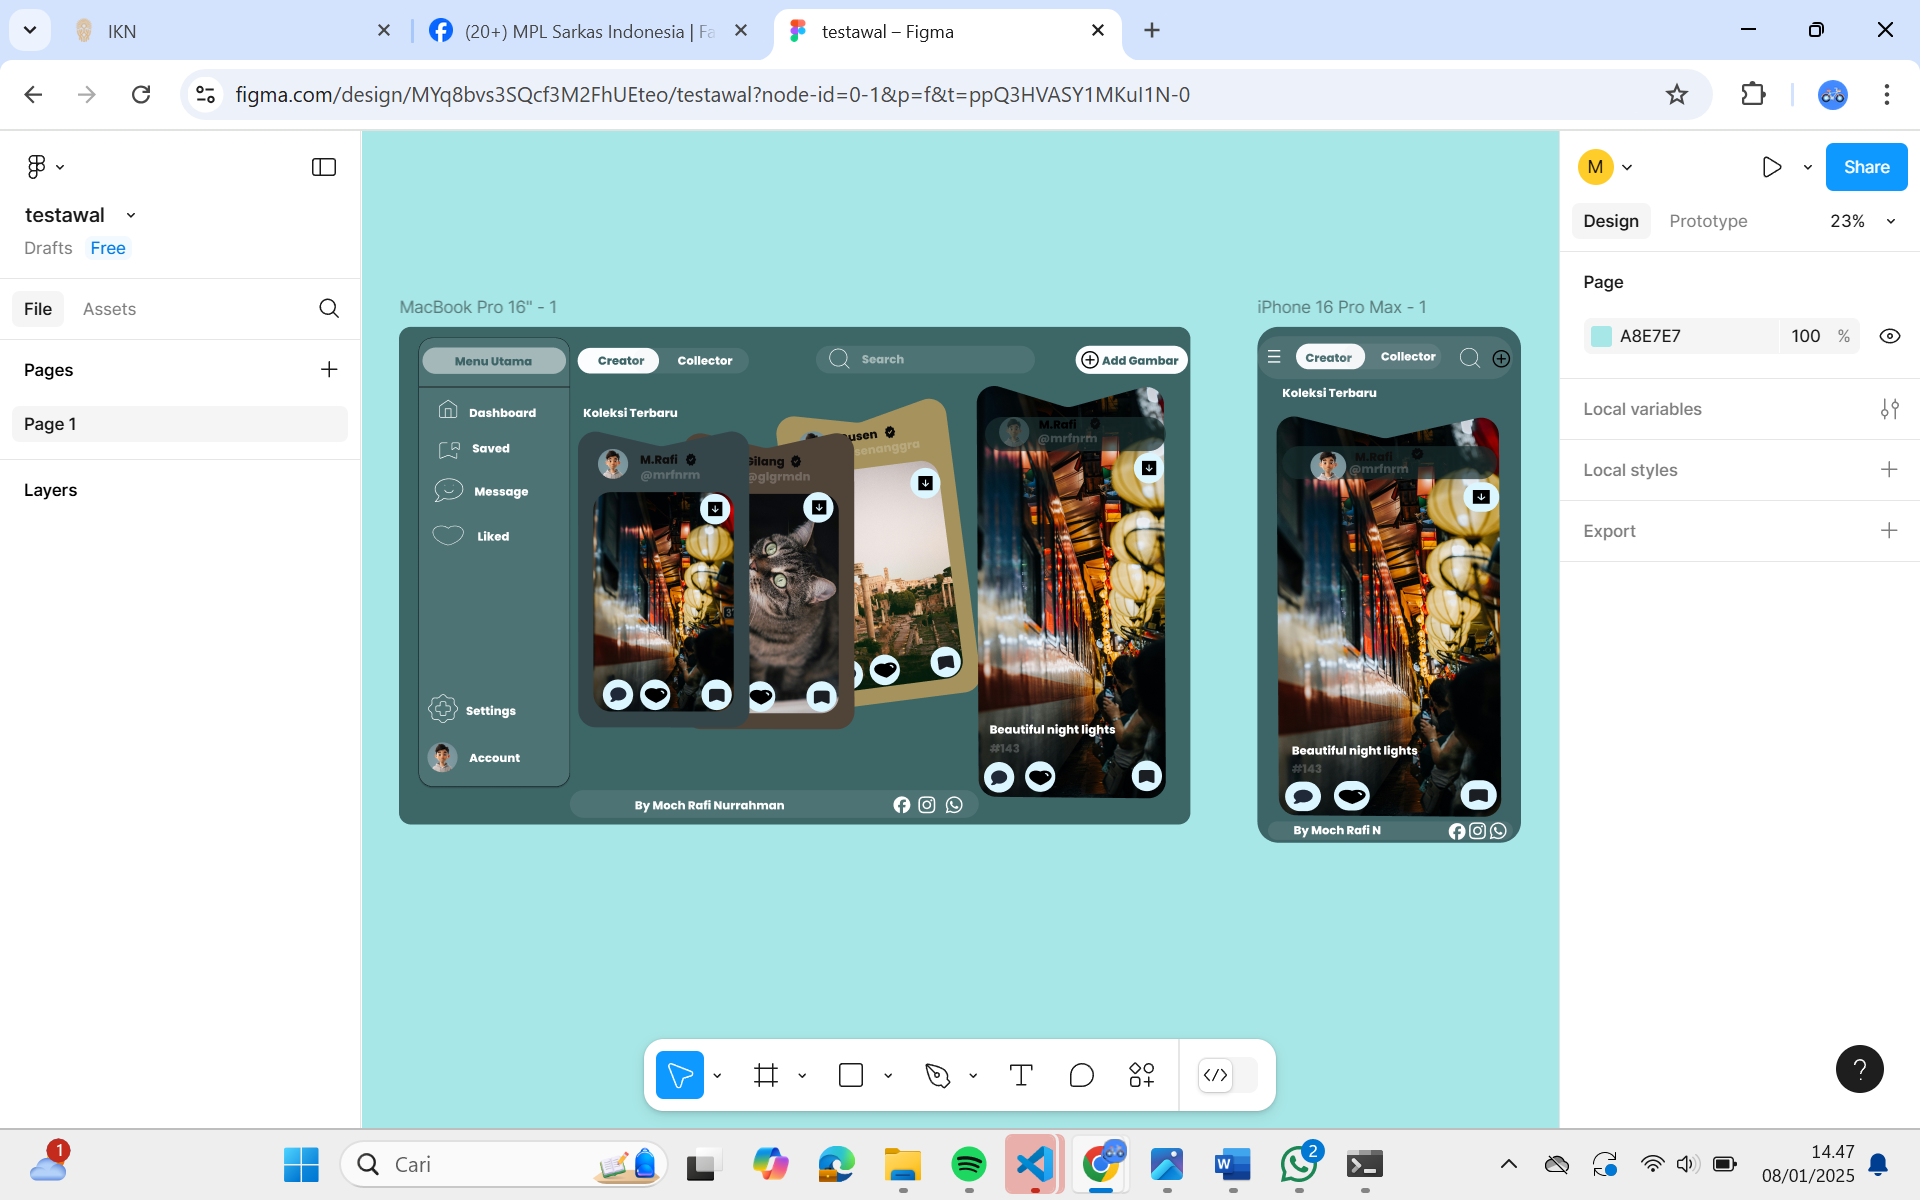 IKN
(20+) MPL Sarkas Indonesia | Fa
testawal – Figma
figma.com/design/MYq8bvs3SQcf3M2FhUEteo/testawal?node-id=0-1&p=f&t=ppQ3HVASY1MKuI1N-0
testawal
Drafts
Free
File
Assets
Pages
Page 1
Layers
MacBook Pro 16" - 1
Menu Utama
Creator
Collector
Search
Add Gambar
Dashboard
Saved
Message
Liked
Settings
Account
Koleksi Terbaru
M.Rafi
@mrfnrm
Gilang
@glgrmdn
usen
senanggra
M.Rafi
@mrfnrm
Beautiful night lights
#143
By Moch Rafi Nurrahman
iPhone 16 Pro Max - 1
Creator
Collector
Koleksi Terbaru
M.Rafi
@mrfnrm
Beautiful night lights
#143
By Moch Rafi N
M
Share
Design
Prototype
23%
Page
A8E7E7
100
%
Local variables
Local styles
Export
?
1
Cari
2
14.47
08/01/2025